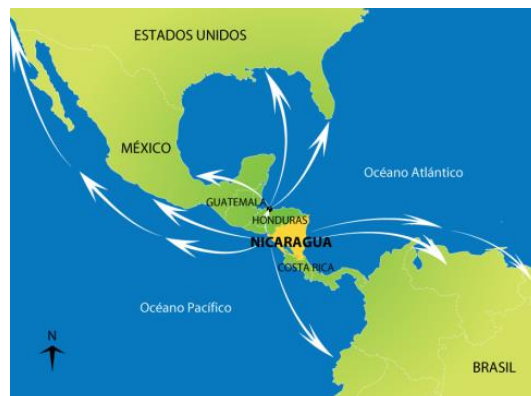 ESTADOS UNIDOS
MÉXICO
Océano Atlántico
GUATEMALA
HONDURAS
NICARAGUA
COSTA RICA
Océano Pacífico
N
BRASIL